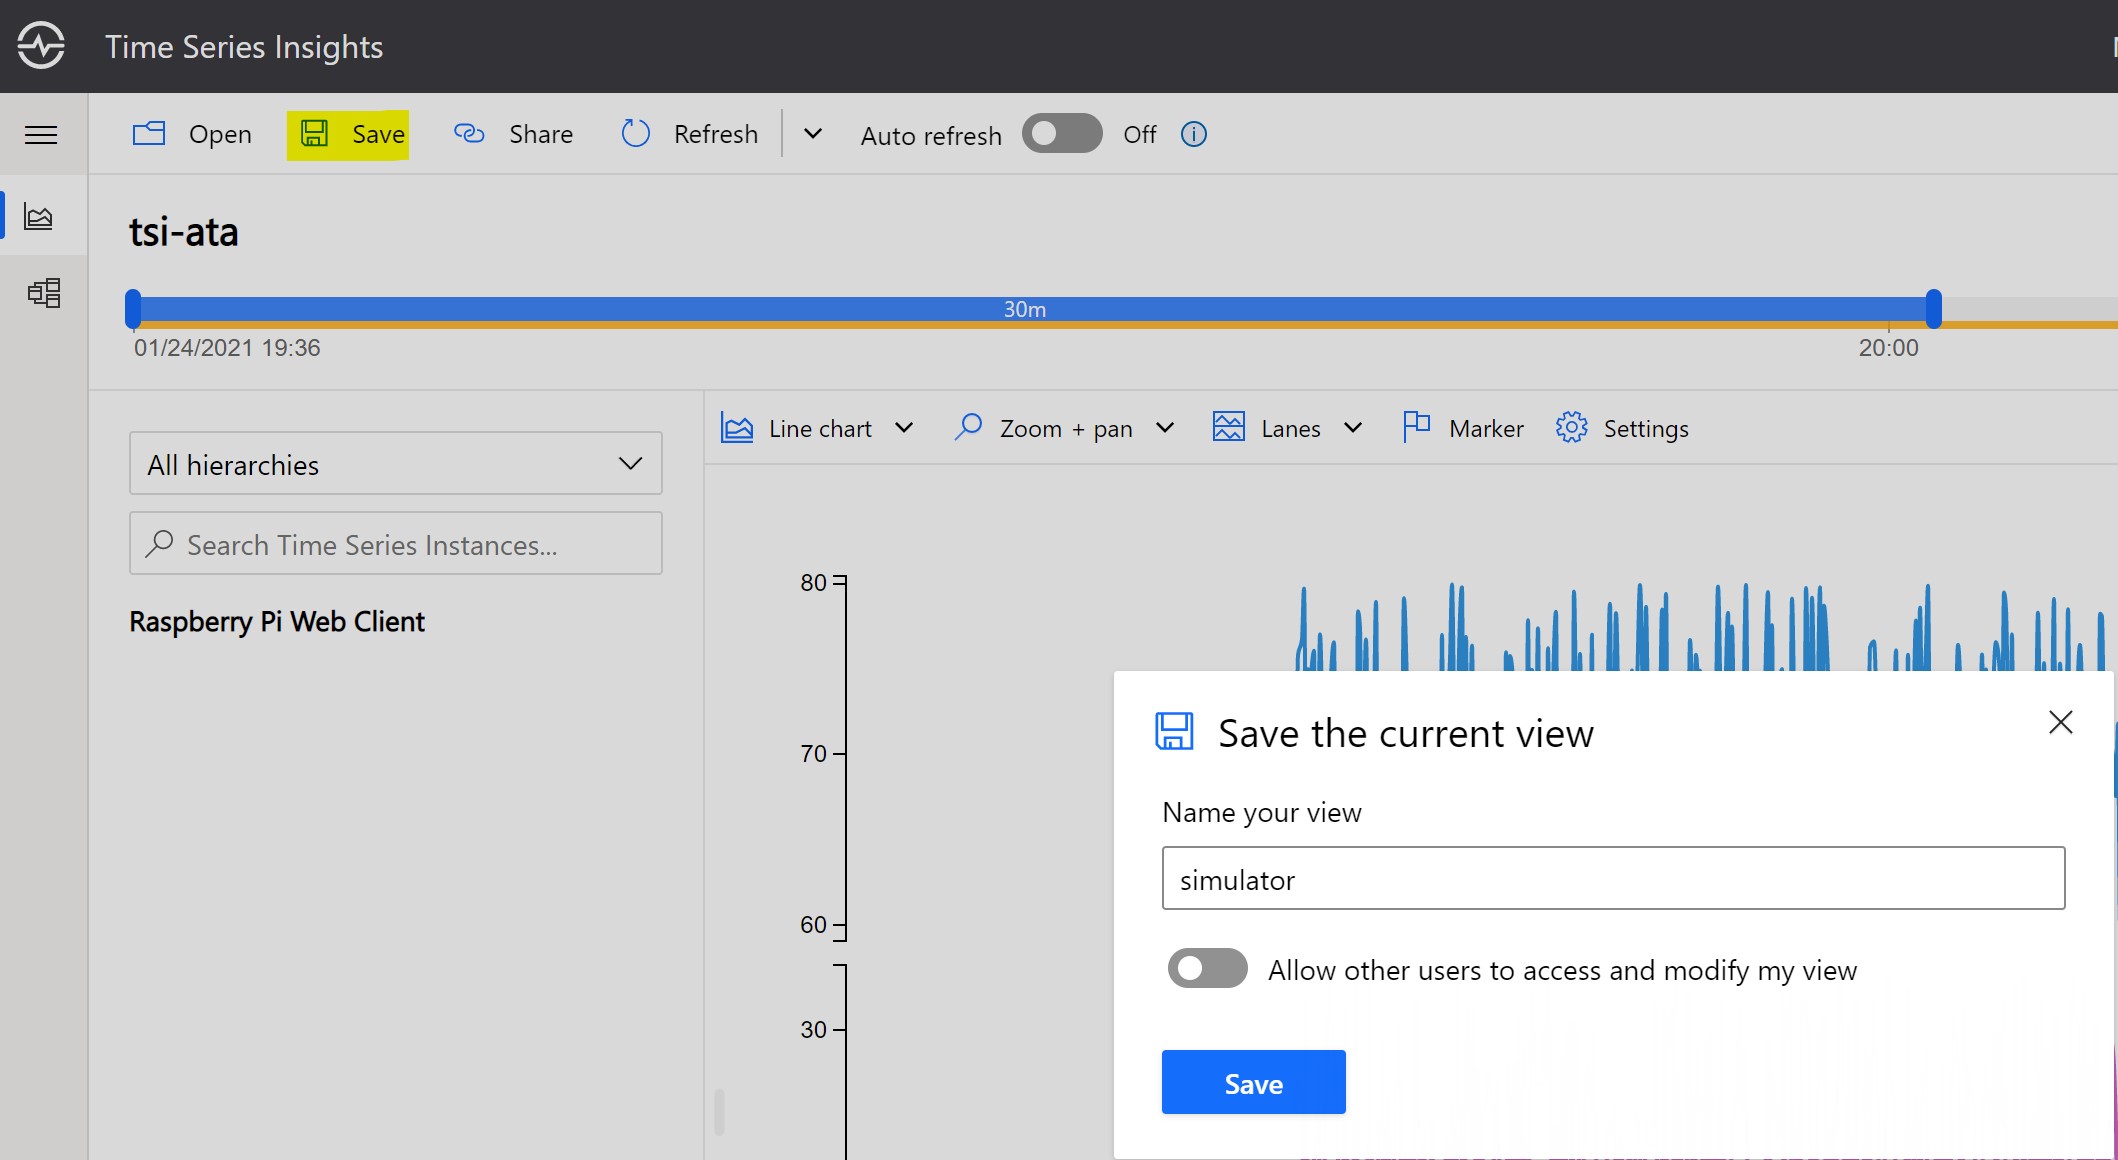 Time Series Insights
Open Save Share Refresh Auto refresh Off
tsi-ata
30m
01/24/2021 19:36 20:00
Line chart Zoom + pan Lanes Marker Settings
All hierarchies
Search Time Series Instances...
Raspberry Pi Web Client
80
70
60
30
Save the current view
Name your view
simulator
Allow other users to access and modify my view
Save